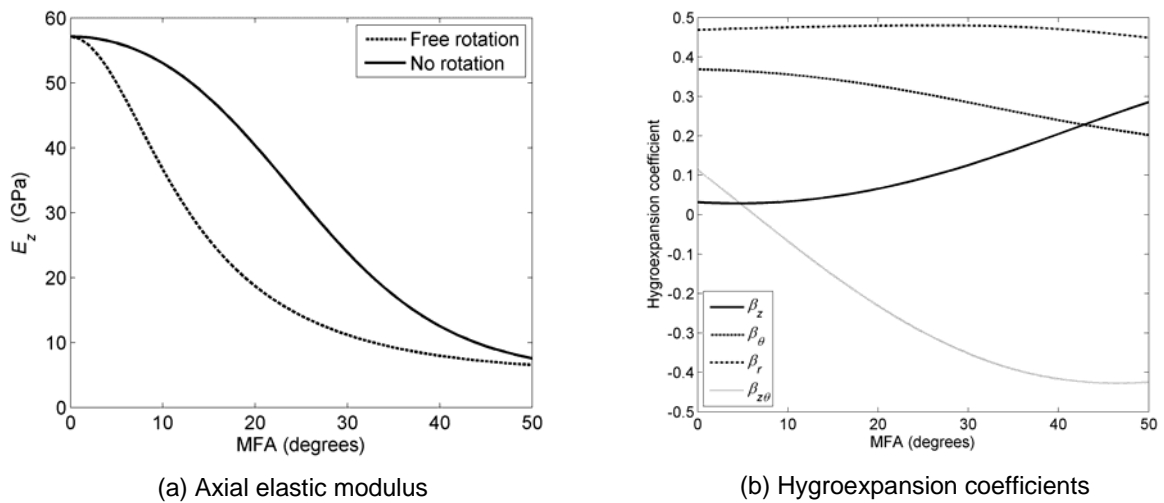 60
50
40
30
20
10
0
E_z (GPa)
Free rotation
No rotation
0 10 20 30 40 50
MFA (degrees)
(a) Axial elastic modulus
0.5
0.4
0.3
0.2
0.1
0
-0.1
-0.2
-0.3
-0.4
-0.5
Hygroexpansion coefficient
β_z
β_θ
β_r
β_zθ
0 10 20 30 40 50
MFA (degrees)
(b) Hygroexpansion coefficients